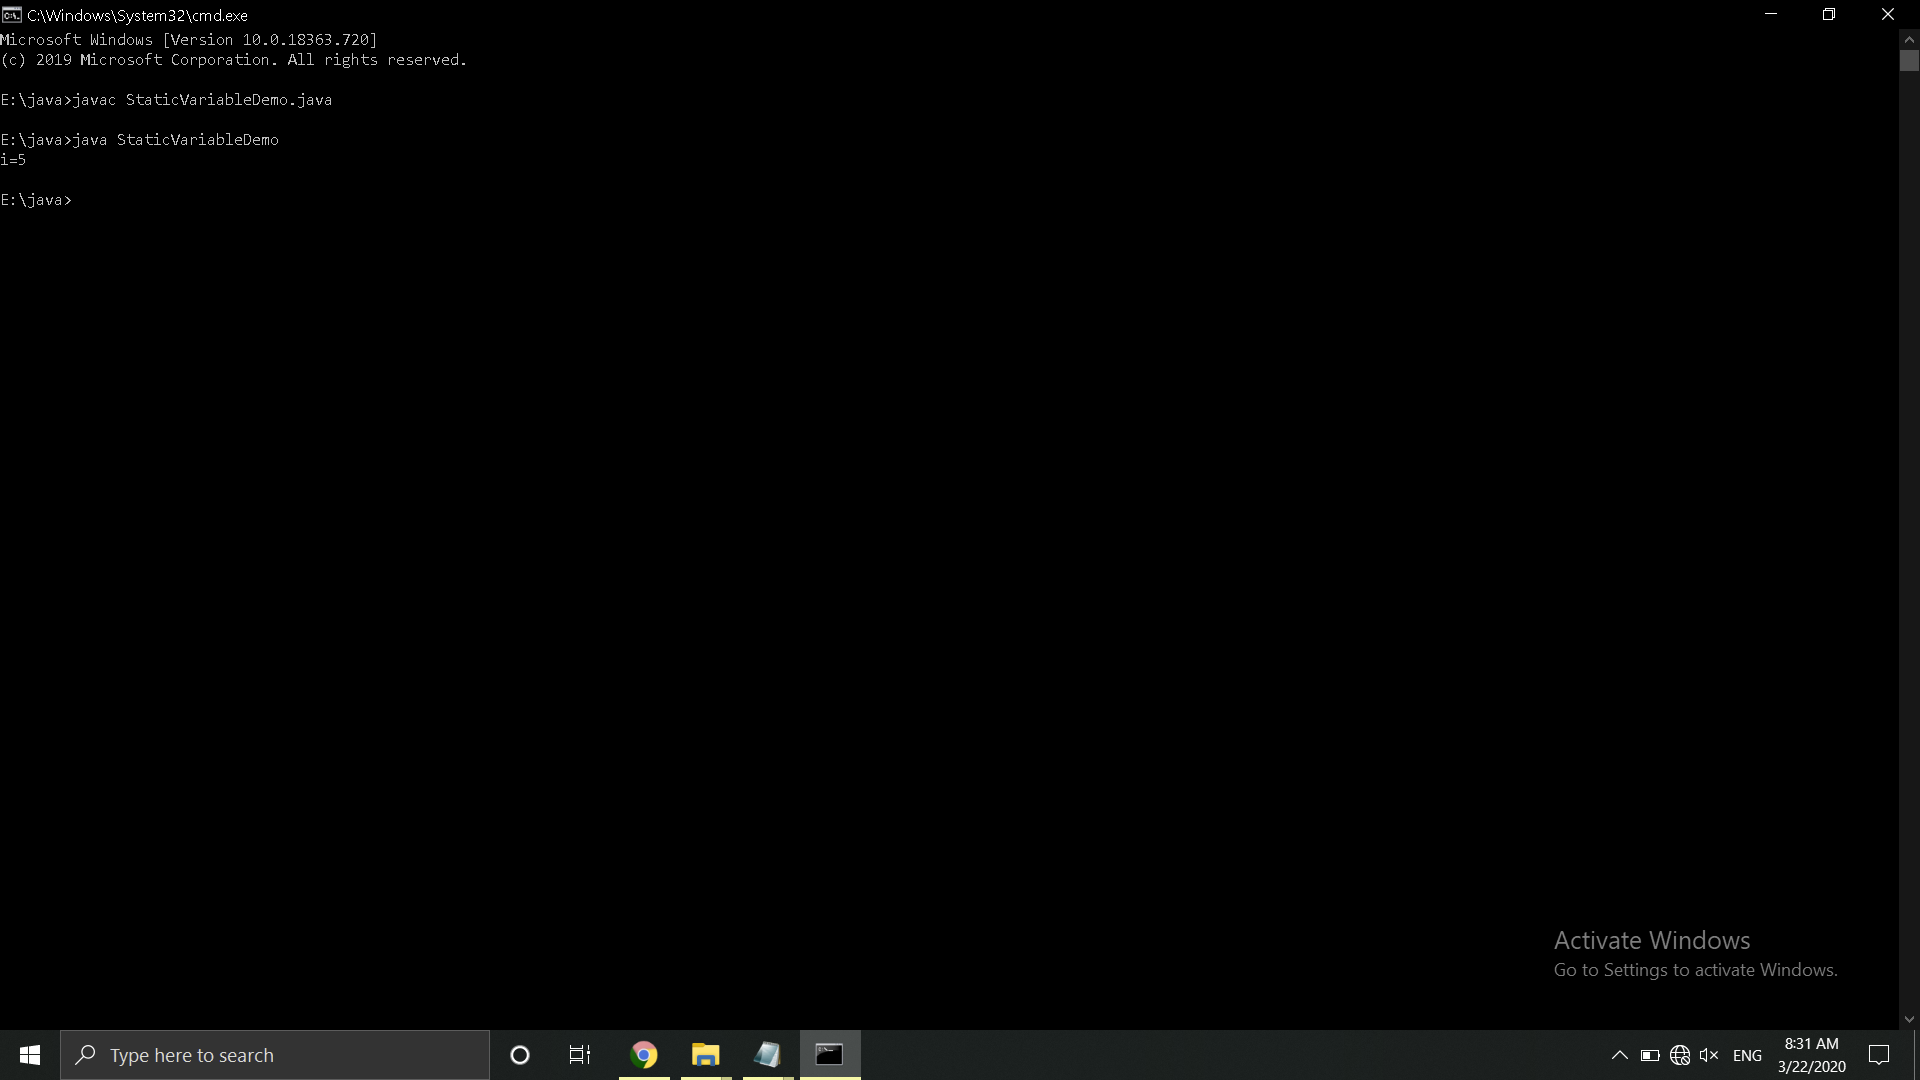 C:\Windows\System32\cmd.exe
Microsoft Windows [Version 10.0.18363.720]
(c) 2019 Microsoft Corporation. All rights reserved.
E:\java>javac StaticVariableDemo.java
E:\java>java StaticVariableDemo
i=5
E:\java>
Activate Windows
Go to Settings to activate Windows.
Type here to search
ENG
8:31 AM
3/22/2020